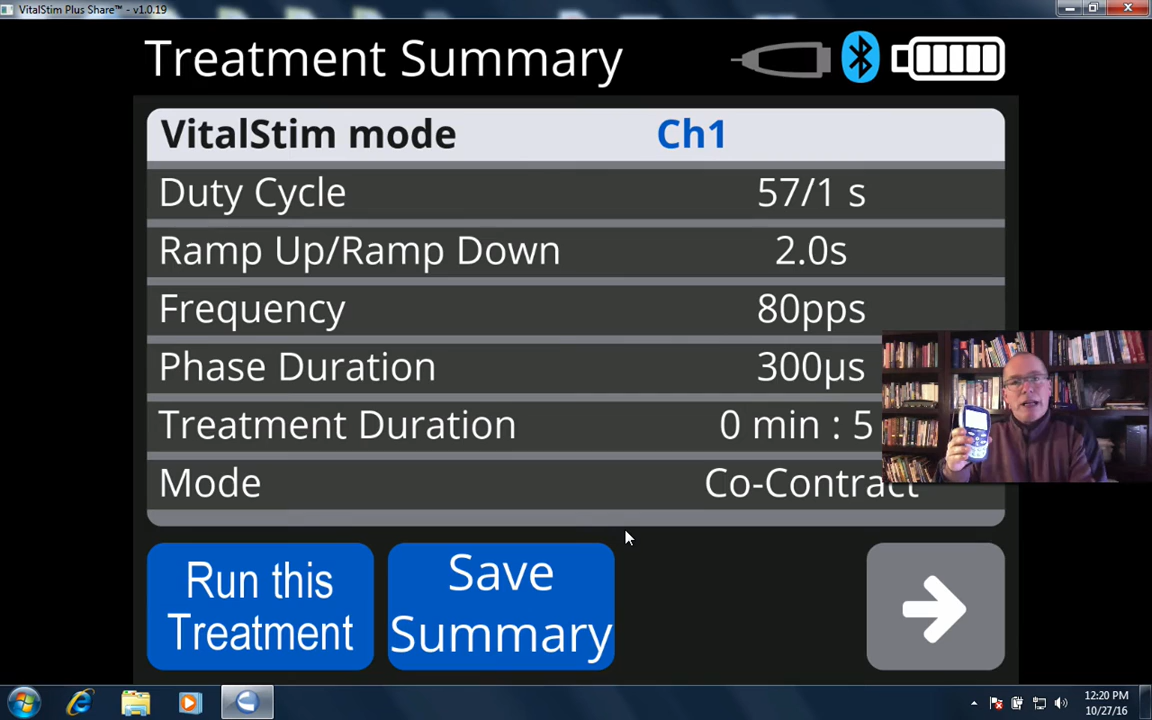 VitalStim Plus Share™ - v1.0.19
Treatment Summary
VitalStim mode Ch1
Duty Cycle 57/1 s
Ramp Up/Ramp Down 2.0s
Frequency 80pps
Phase Duration 300µs
Treatment Duration 0 min : 5
Mode Co-Contract
Run this
Treatment
Save
Summary
12:20 PM
10/27/16